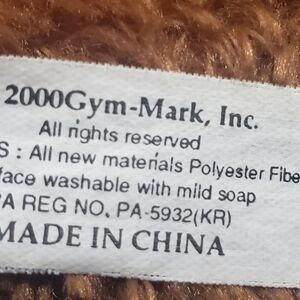 2000Gym-Mark, Inc.
All rights reserved
S : All new materials Polyester Fibe
face washable with mild soap
A REG NO. PA-5932(KR)
MADE IN CHINA